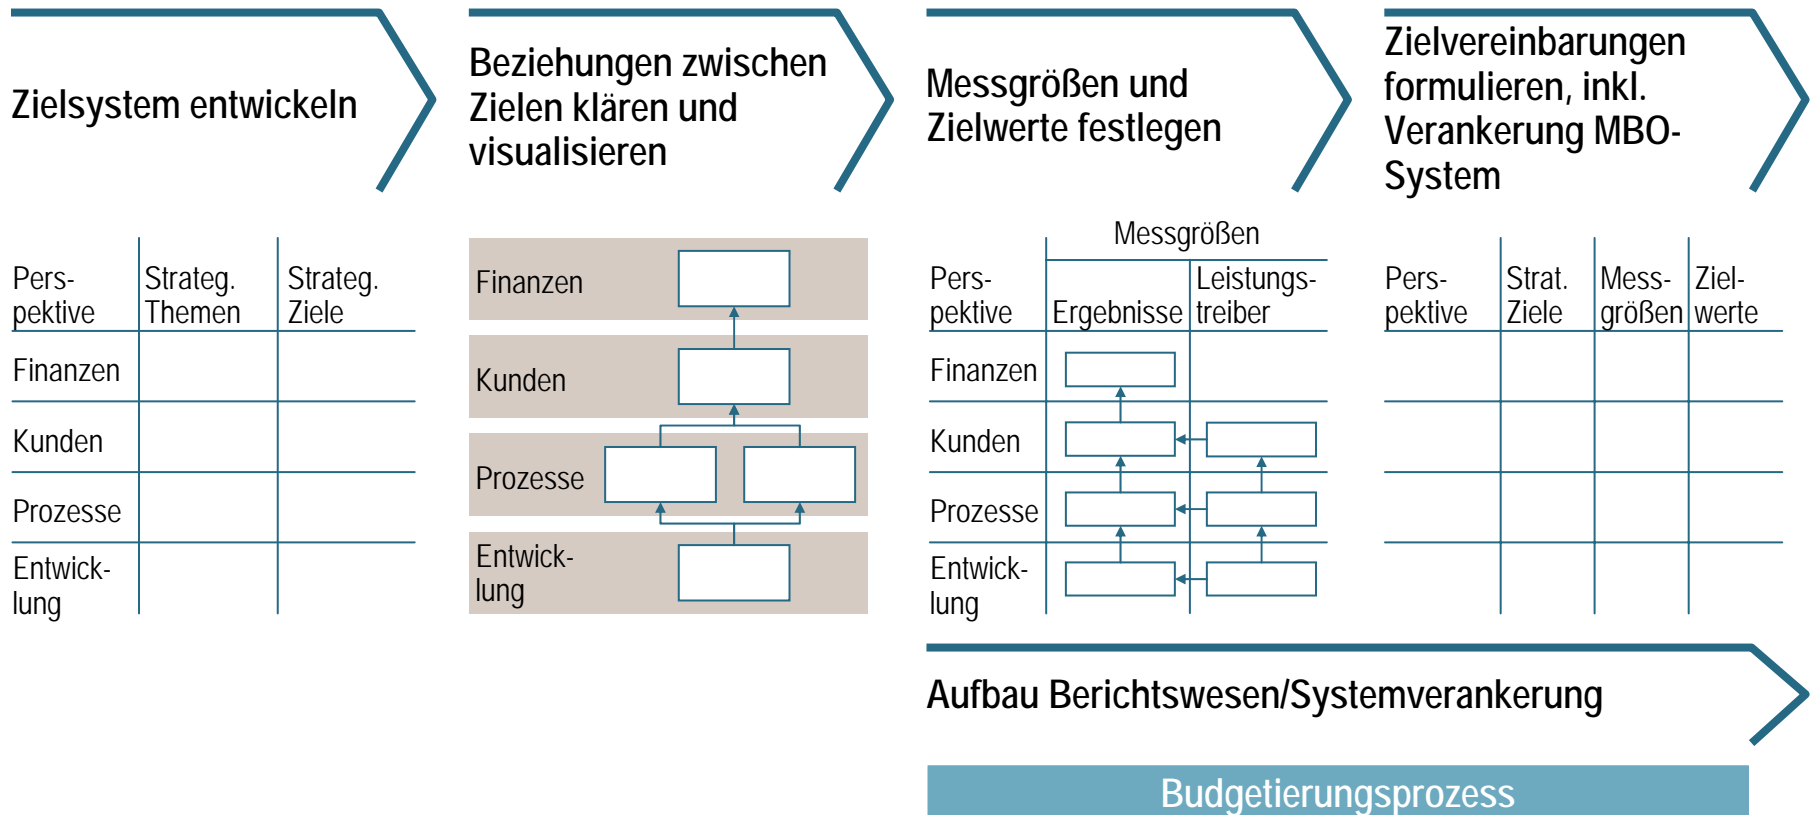 Zielsystem entwickeln
Beziehungen zwischen
Zielen klären und
visualisieren
Messgrößen und
Zielwerte festlegen
Zielvereinbarungen
formulieren, inkl.
Verankerung MBO-
System
Pers-
pektive
Strateg.
Themen
Strateg.
Ziele
Finanzen
Kunden
Prozesse
Entwick-
lung
Finanzen
Kunden
Prozesse
Entwick-
lung
Messgrößen
Pers-
pektive
Ergebnisse
Leistungs-
treiber
Finanzen
Kunden
Prozesse
Entwick-
lung
Pers-
pektive
Strat.
Ziele
Mess-
größen
Ziel-
werte
Aufbau Berichtswesen/Systemverankerung
Budgetierungsprozess